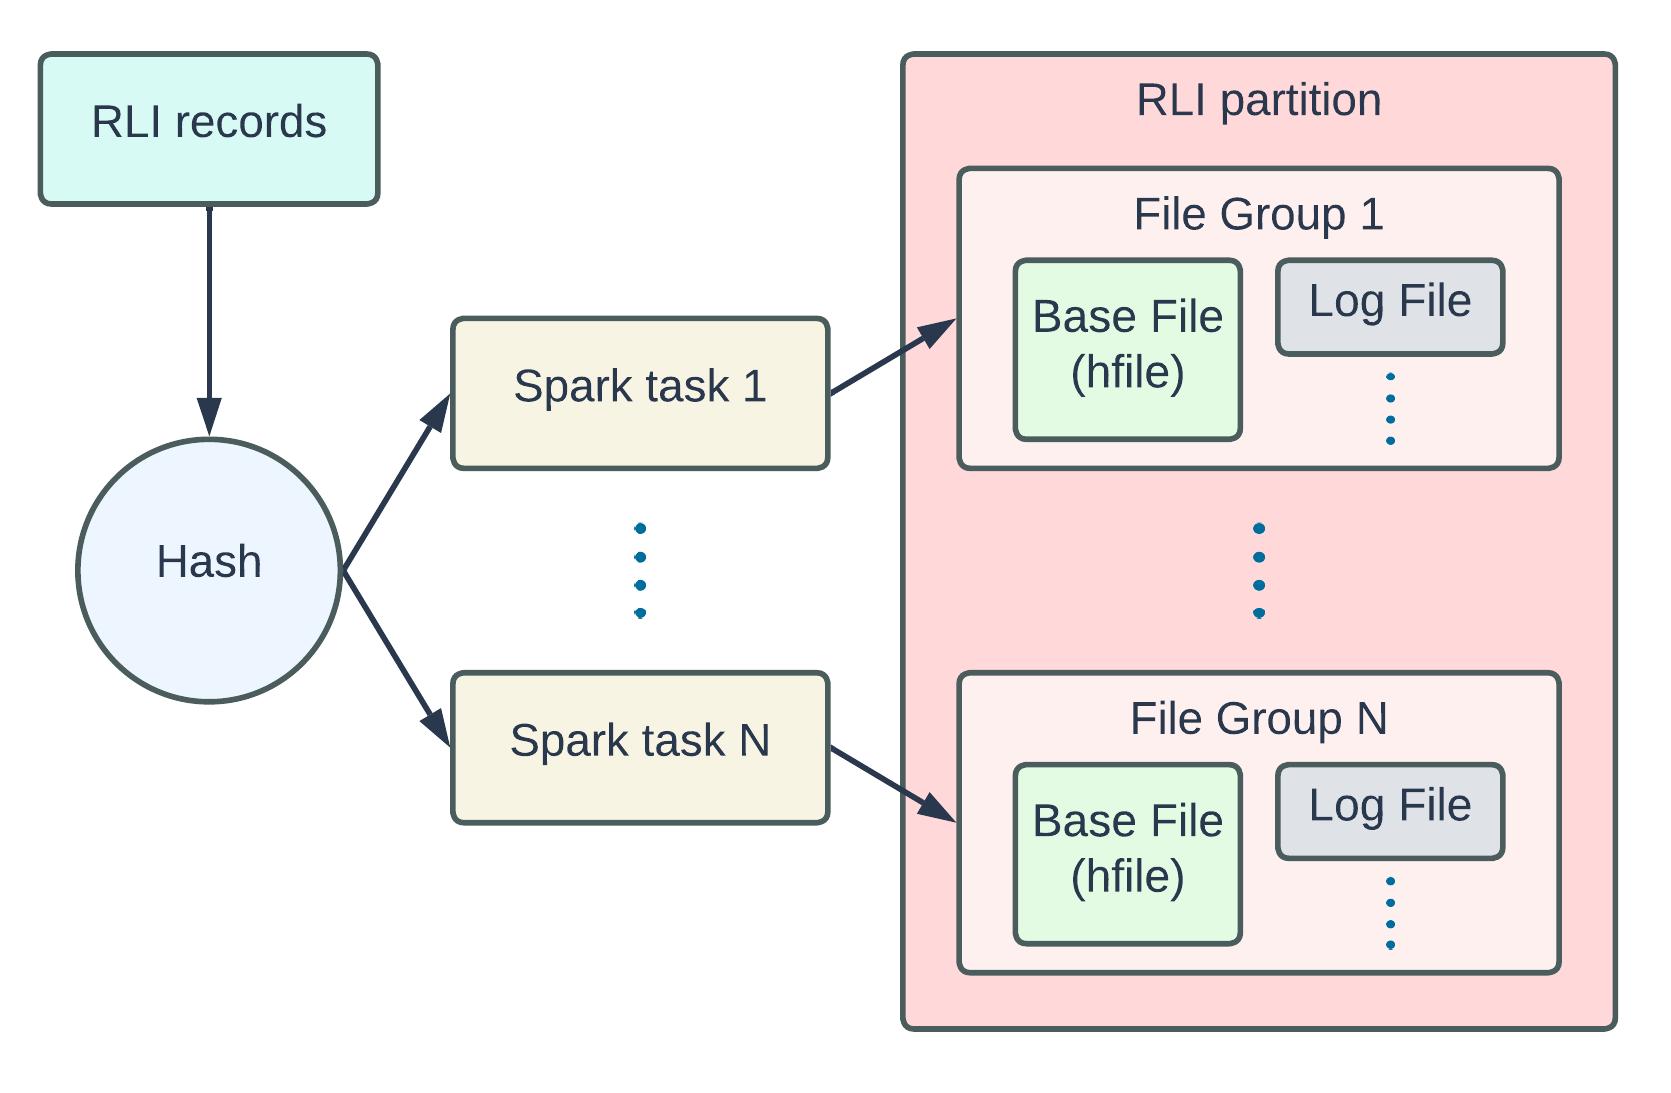 RLI records
Hash
Spark task 1
Spark task N
RLI partition
File Group 1
Base File
(hfile)
Log File
File Group N
Base File
(hfile)
Log File